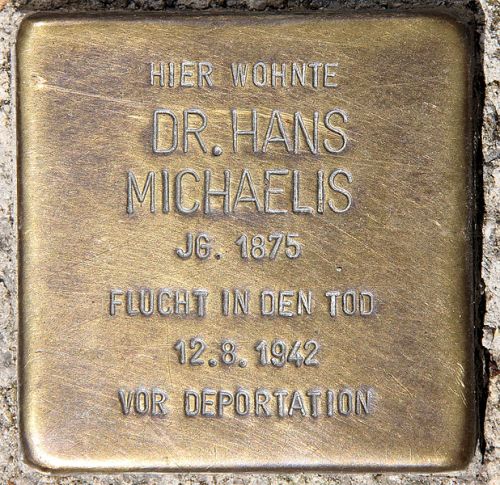 HIER WOHNTE
DR. HANS
MICHAELIS
JG. 1875
FLUCHT IN DEN TOD
12.8. 1942
VOR DEPORTATION